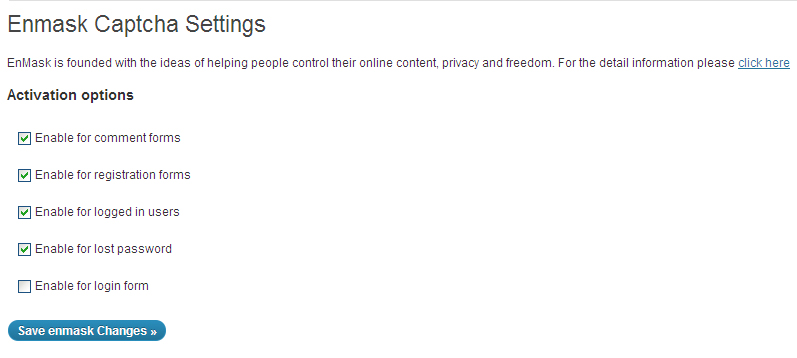 Enmask Captcha Settings
EnMask is founded with the ideas of helping people control their online content, privacy and freedom. For the detail information please click here
Activation options
Enable for comment forms
Enable for registration forms
Enable for logged in users
Enable for lost password
Enable for login form
Save enmask Changes »